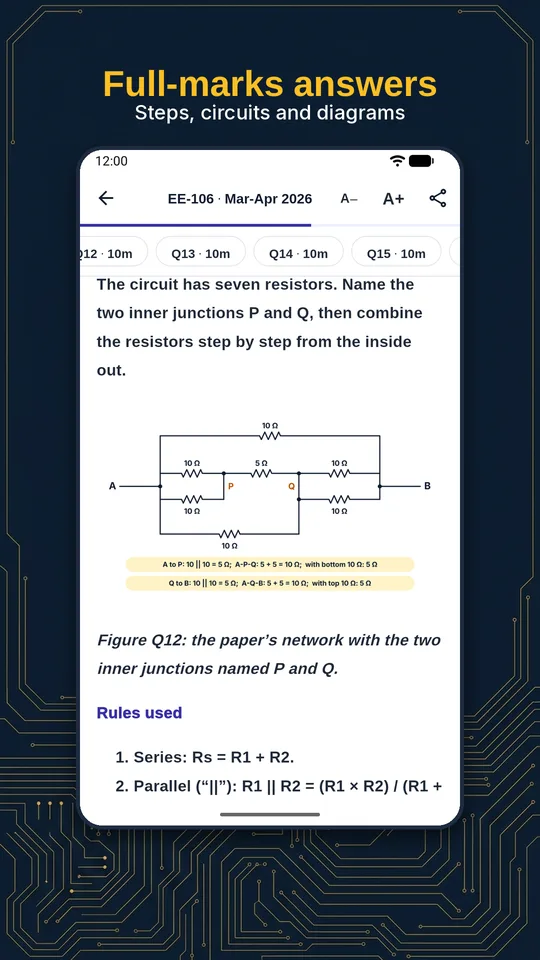 Full-marks answers
Steps, circuits and diagrams
12:00
EE-106 · Mar-Apr 2026
A–
A+
Q12 · 10m
Q13 · 10m
Q14 · 10m
Q15 · 10m
The circuit has seven resistors. Name the
two inner junctions P and Q, then combine
the resistors step by step from the inside
out.
10 Ω
10 Ω
5 Ω
10 Ω
A
P
Q
B
10 Ω
10 Ω
10 Ω
A to P: 10 || 10 = 5 Ω; A-P-Q: 5 + 5 = 10 Ω; with bottom 10 Ω: 5 Ω
Q to B: 10 || 10 = 5 Ω; A-Q-B: 5 + 5 = 10 Ω; with top 10 Ω: 5 Ω
Figure Q12: the paper’s network with the two
inner junctions named P and Q.
Rules used
1. Series: Rs = R1 + R2.
2. Parallel (“||”): R1 || R2 = (R1 × R2) / (R1 +